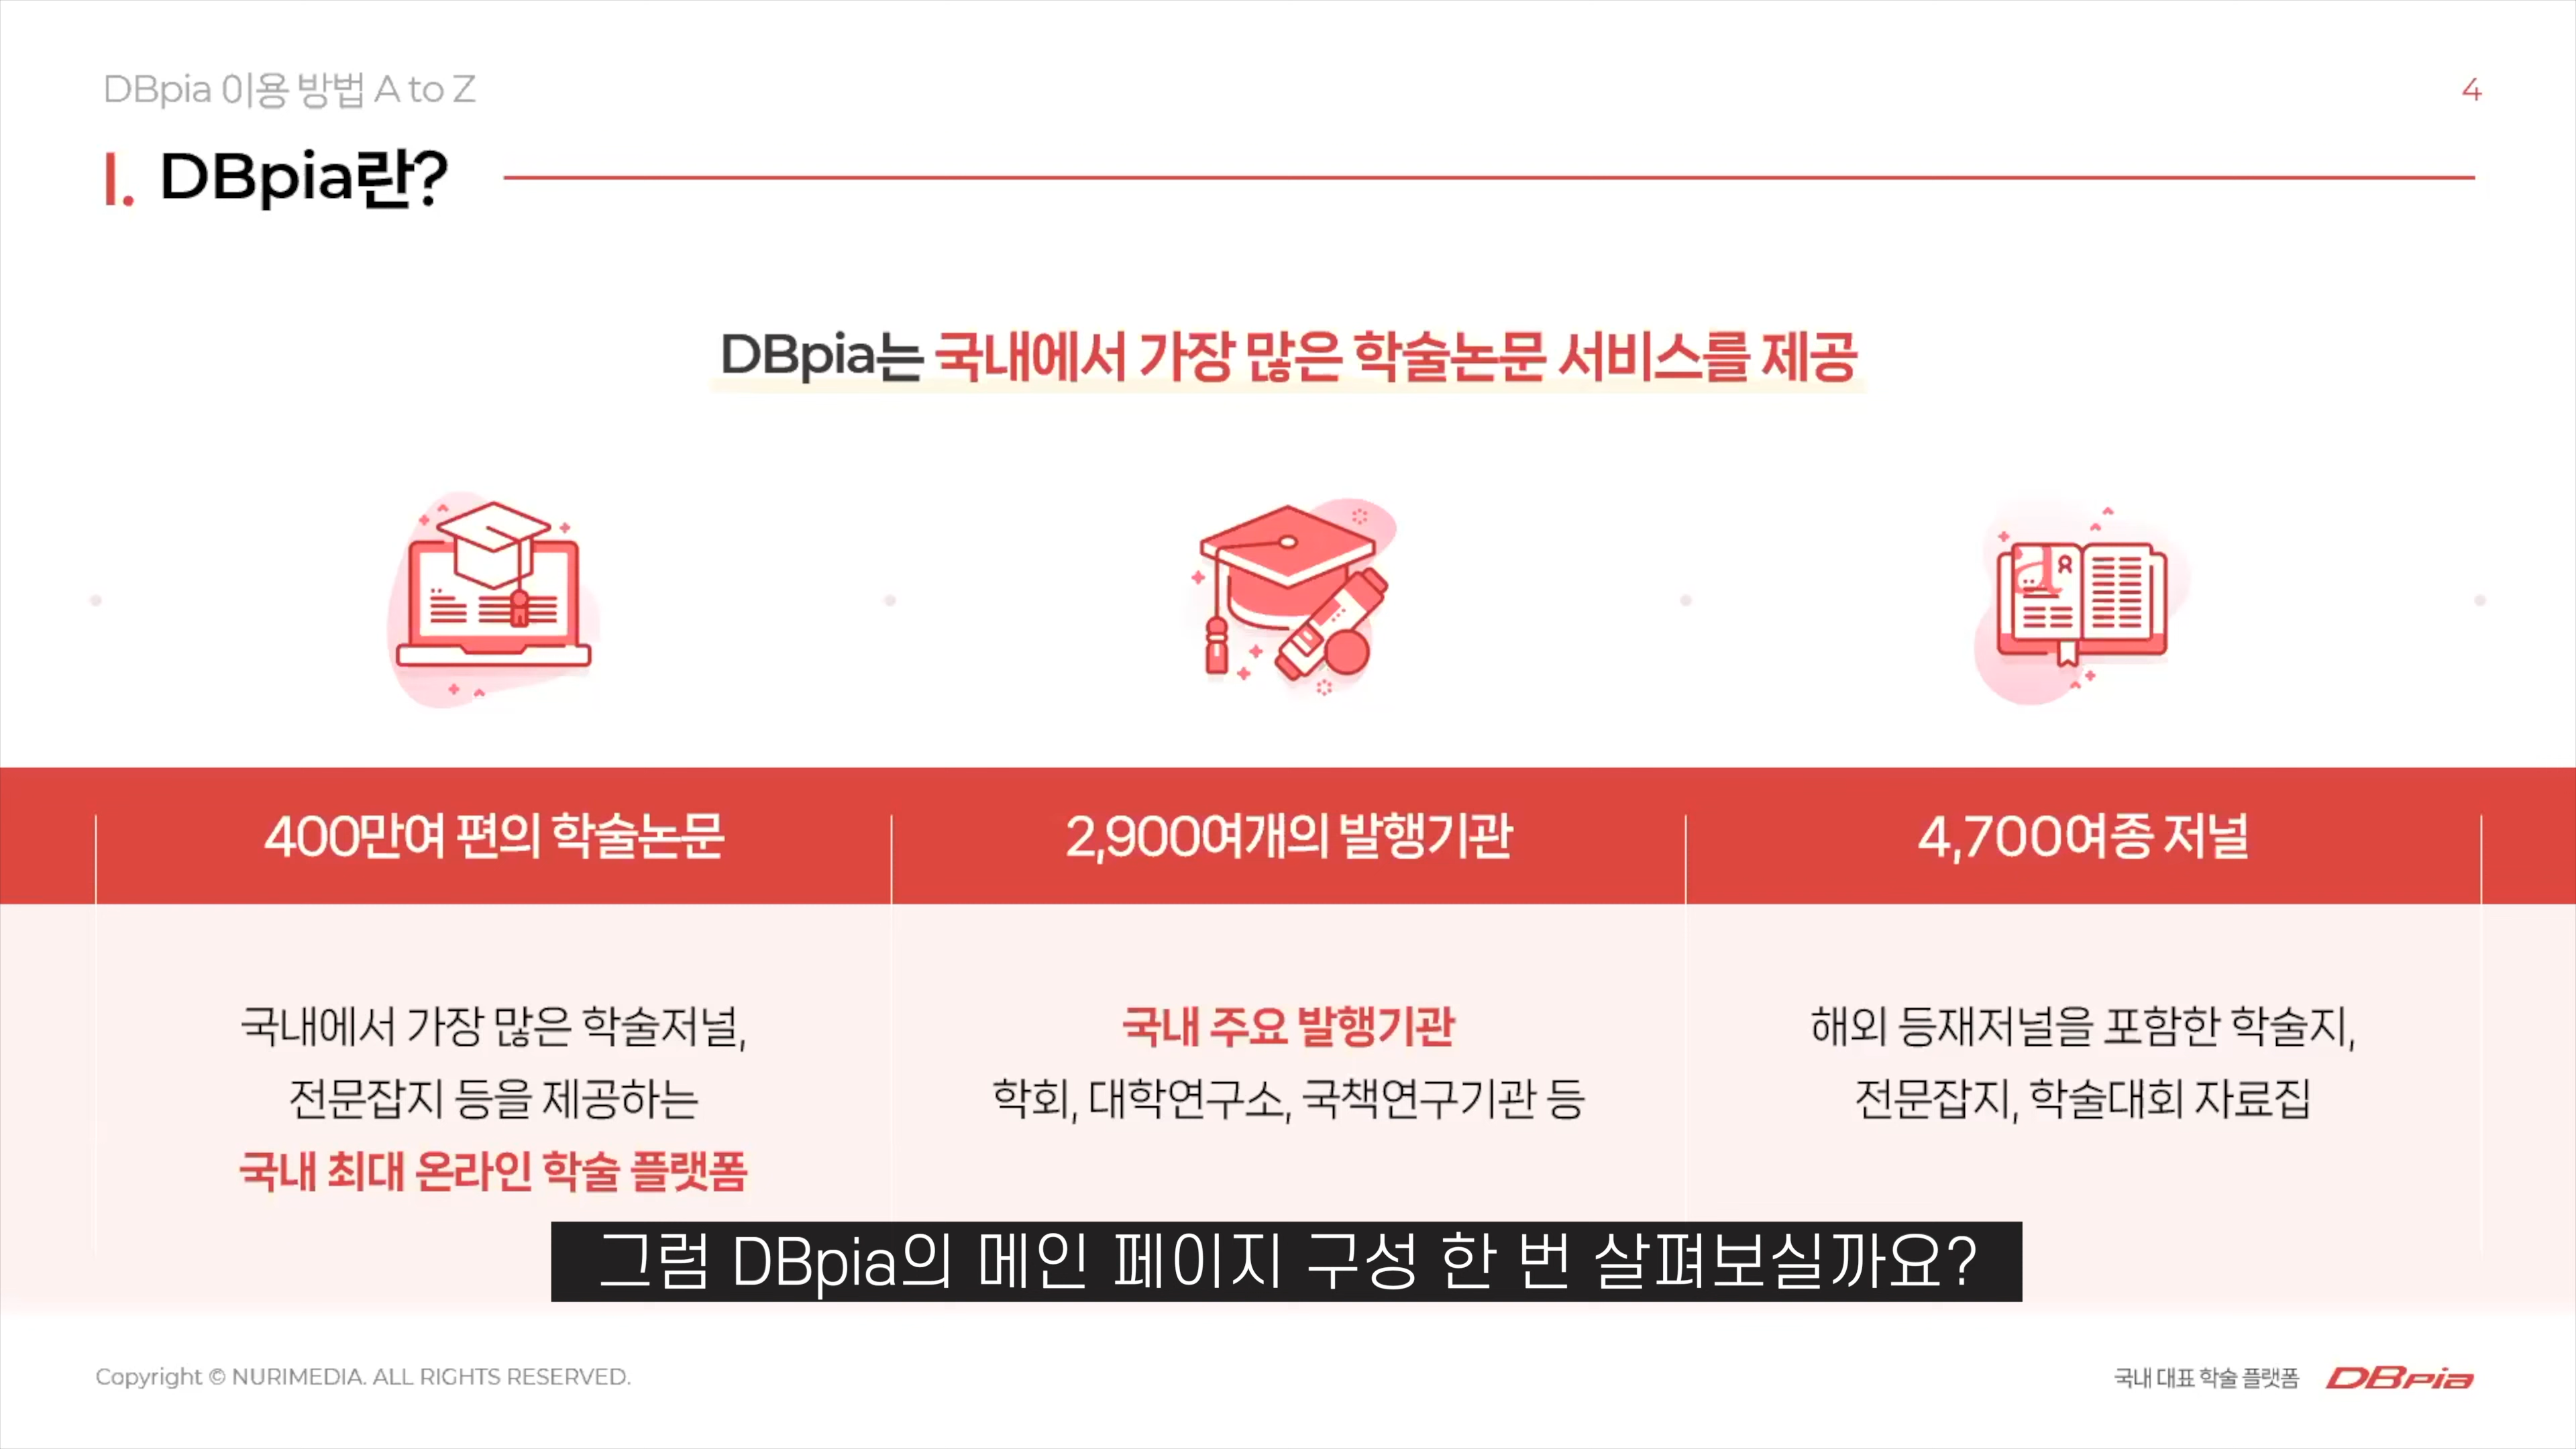 DBpia 이용 방법 A to Z
4
I. DBpia란?
DBpia는 국내에서 가장 많은 학술논문 서비스를 제공
400만여 편의 학술논문
2,900여개의 발행기관
4,700여종 저널
국내에서 가장 많은 학술저널,
전문잡지 등을 제공하는
국내 최대 온라인 학술 플랫폼
국내 주요 발행기관
학회, 대학연구소, 국책연구기관 등
해외 등재저널을 포함한 학술지,
전문잡지, 학술대회 자료집
그럼 DBpia의 메인 페이지 구성 한 번 살펴보실까요?
Copyright © NURIMEDIA. ALL RIGHTS RESERVED.
국내 대표 학술 플랫폼 DBpia